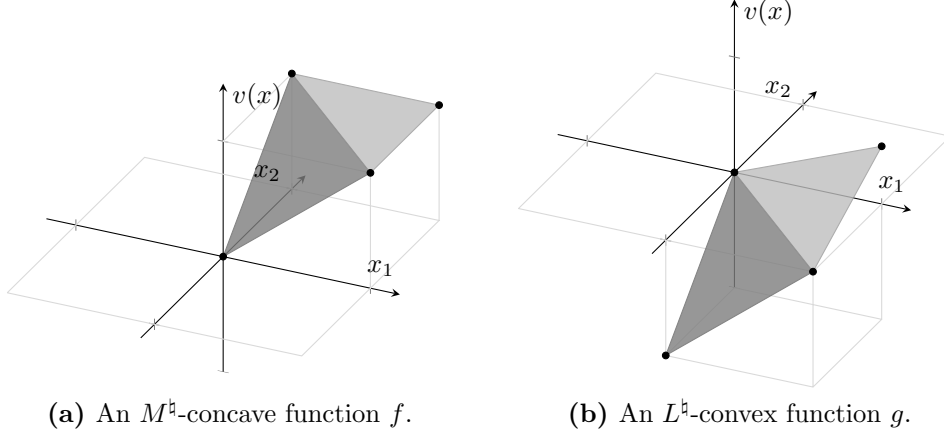 v(x)
x₂
x₁
v(x)
x₂
x₁
(a) An M♮-concave function f.
(b) An L♮-convex function g.